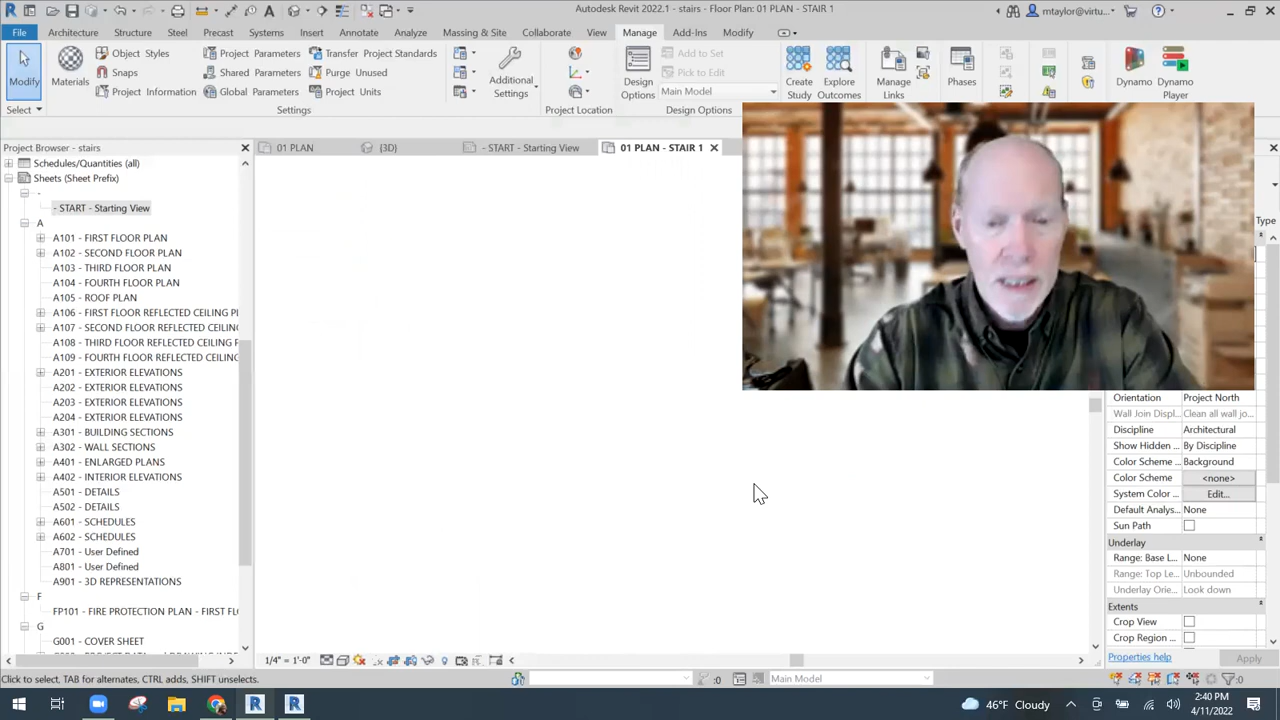 Autodesk Revit 2022.1 - stairs - Floor Plan: 01 PLAN - STAIR 1
mtaylor@virtu...
File Architecture Structure Steel Precast Systems Insert Annotate Analyze Massing & Site Collaborate View Manage Add-Ins Modify
Modify
Select
Materials
Object Styles
Snaps
Project Information
Project Parameters
Shared Parameters
Global Parameters
Transfer Project Standards
Purge Unused
Project Units
Settings
Additional
Settings
Project Location
Design
Options
Add to Set
Pick to Edit
Main Model
Design Options
Create
Study
Explore
Outcomes
Manage
Links
Phases
Dynamo
Dynamo
Player
Project Browser - stairs
01 PLAN
{3D}
- START - Starting View
01 PLAN - STAIR 1
Schedules/Quantities (all)
Sheets (Sheet Prefix)
-
- START - Starting View
A
A101 - FIRST FLOOR PLAN
A102 - SECOND FLOOR PLAN
A103 - THIRD FLOOR PLAN
A104 - FOURTH FLOOR PLAN
A105 - ROOF PLAN
A106 - FIRST FLOOR REFLECTED CEILING PL
A107 - SECOND FLOOR REFLECTED CEILING
A108 - THIRD FLOOR REFLECTED CEILING P
A109 - FOURTH FLOOR REFLECTED CEILING
A201 - EXTERIOR ELEVATIONS
A202 - EXTERIOR ELEVATIONS
A203 - EXTERIOR ELEVATIONS
A204 - EXTERIOR ELEVATIONS
A301 - BUILDING SECTIONS
A302 - WALL SECTIONS
A401 - ENLARGED PLANS
A402 - INTERIOR ELEVATIONS
A501 - DETAILS
A502 - DETAILS
A601 - SCHEDULES
A602 - SCHEDULES
A701 - User Defined
A801 - User Defined
A901 - 3D REPRESENTATIONS
F
FP101 - FIRE PROTECTION PLAN - FIRST FL
G
G001 - COVER SHEET
Type
Orientation Project North
Wall Join Displ... Clean all wall jo...
Discipline Architectural
Show Hidden ... By Discipline
Color Scheme ... Background
Color Scheme <none>
System Color ... Edit...
Default Analys... None
Sun Path
Underlay
Range: Base L... None
Range: Top Le... Unbounded
Underlay Orie... Look down
Extents
Crop View
Crop Region ...
Properties help
Apply
1/4" = 1'-0"
Click to select, TAB for alternates, CTRL adds, SHIFT unselects.
:0
Main Model
:0
46°F Cloudy
2:40 PM
4/11/2022